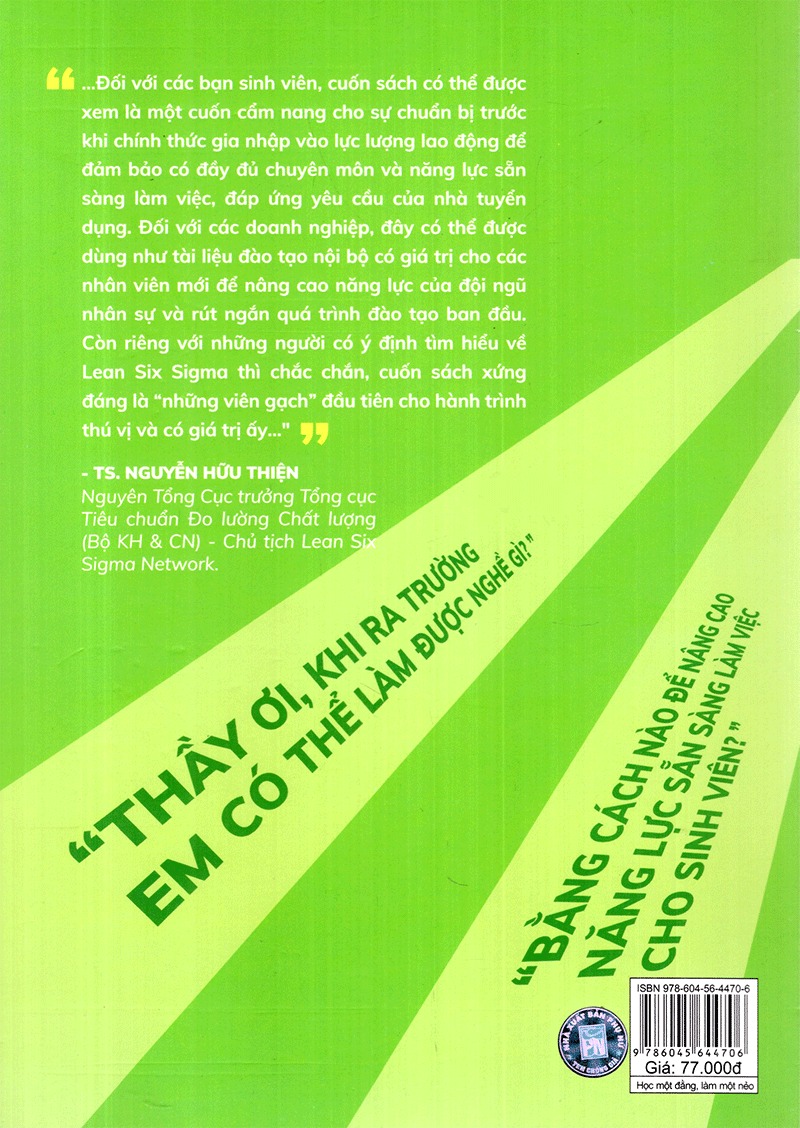 “
...Đối với các bạn sinh viên, cuốn sách có thể được
xem là một cuốn cẩm nang cho sự chuẩn bị trước
khi chính thức gia nhập vào lực lượng lao động để
đảm bảo có đầy đủ chuyên môn và năng lực sẵn
sàng làm việc, đáp ứng yêu cầu của nhà tuyển
dụng. Đối với các doanh nghiệp, đây có thể được
dùng như tài liệu đào tạo nội bộ có giá trị cho các
nhân viên mới để nâng cao năng lực của đội ngũ
nhân sự và rút ngắn quá trình đào tạo ban đầu.
Còn riêng với những người có ý định tìm hiểu về
Lean Six Sigma thì chắc chắn, cuốn sách xứng
đáng là “những viên gạch” đầu tiên cho hành trình
thú vị và có giá trị ấy..." ”
- TS. NGUYỄN HỮU THIỆN
Nguyên Tổng Cục trưởng Tổng cục
Tiêu chuẩn Đo lường Chất lượng
(Bộ KH & CN) - Chủ tịch Lean Six
Sigma Network.
“THẦY ƠI, KHI RA TRƯỜNG
EM CÓ THỂ LÀM ĐƯỢC NGHỀ GÌ?”
“BẰNG CÁCH NÀO ĐỂ NÂNG CAO
NĂNG LỰC SẴN SÀNG LÀM VIỆC
CHO SINH VIÊN?”
NHÀ XUẤT BẢN PHỤ NỮ
PN
TEM CHỐNG GIẢ
ISBN 978-604-56-4470-6
9 786045 644706
Giá: 77.000đ
Học một đằng, làm một nẻo